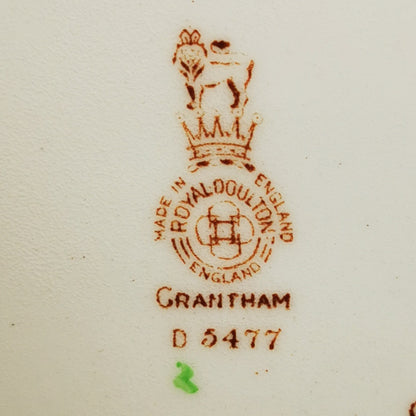 MADE IN ENGLAND
ROYAL DOULTON
ENGLAND
GRANTHAM
D 5477